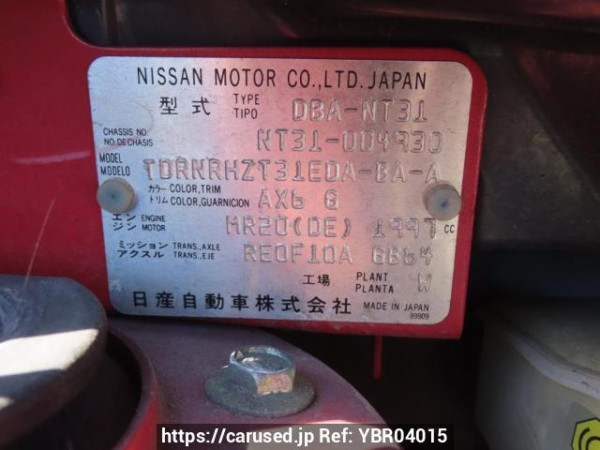 NISSAN MOTOR CO.,LTD.JAPAN
型式 TYPE TIPO DBA-NT31
CHASSIS NO. NO DE CHASIS NT31-004930
MODEL MODELO TDRNRHZT31EDA-BA-A
カラー COLOR,TRIM
トリム COLOR,GUARNICION AX6 G
エンジン ENGINE MOTOR MR20(DE) 1997 cc
ミッション TRANS,AXLE
アクスル TRANS,EJE RE0F10A 6664
工場 PLANT PLANTA W
日産自動車株式会社 MADE IN JAPAN
99909
https://carused.jp Ref: YBR04015